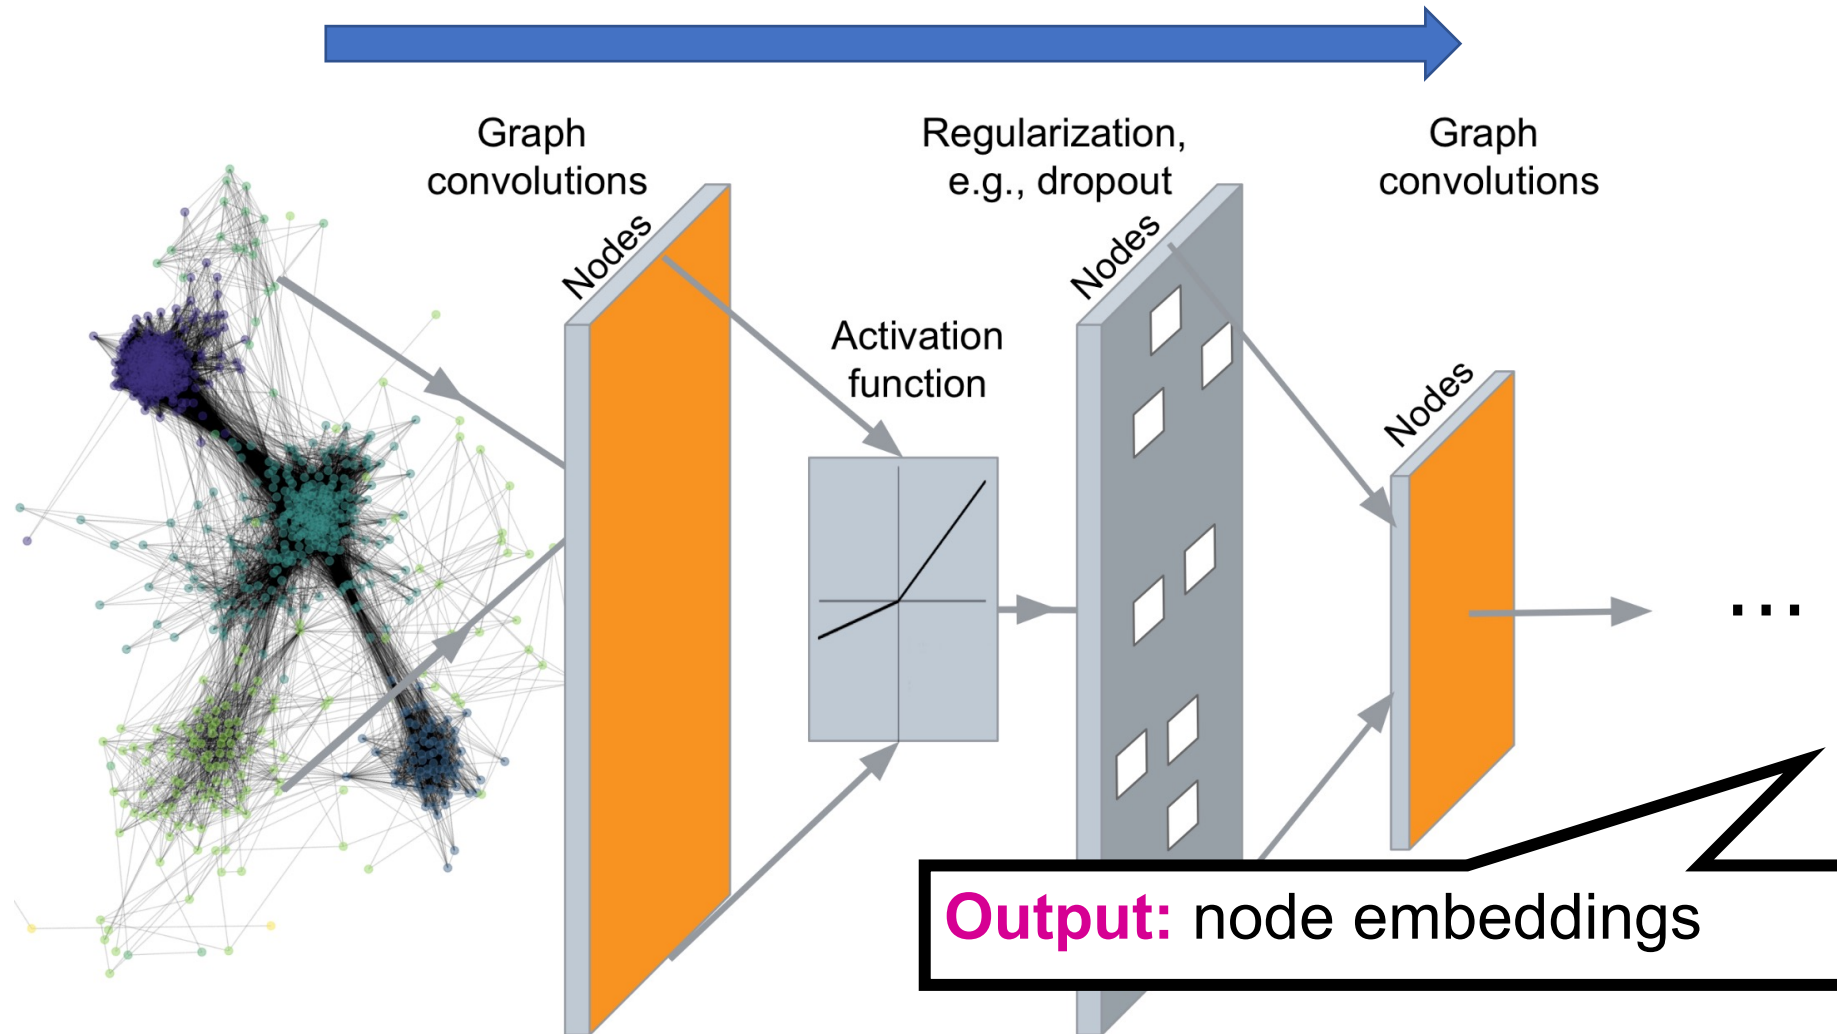 Graph
convolutions
Regularization,
e.g., dropout
Graph
convolutions
Nodes
Nodes
Activation
function
Nodes
...
Output: node embeddings